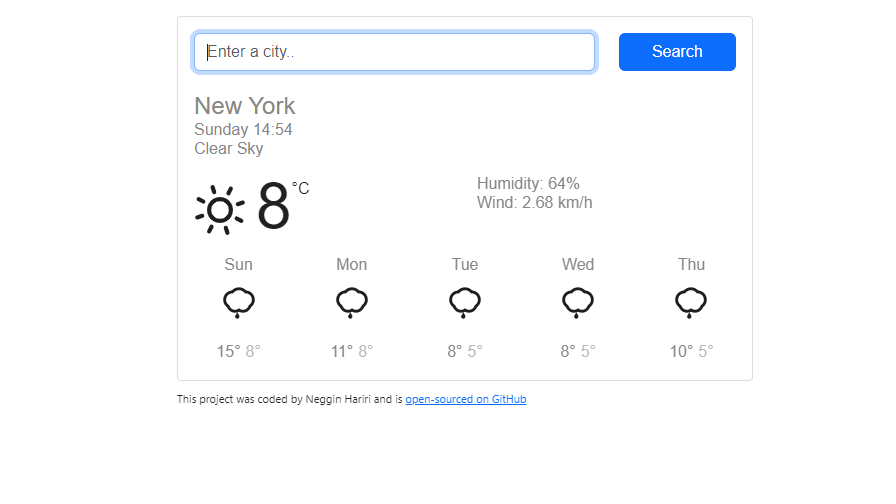 Enter a city..
Search
New York
Sunday 14:54
Clear Sky
8 °C
Humidity: 64%
Wind: 2.68 km/h
Sun Mon Tue Wed Thu
15° 8° 11° 8° 8° 5° 8° 5° 10° 5°
This project was coded by Neggin Hariri and is open-sourced on GitHub